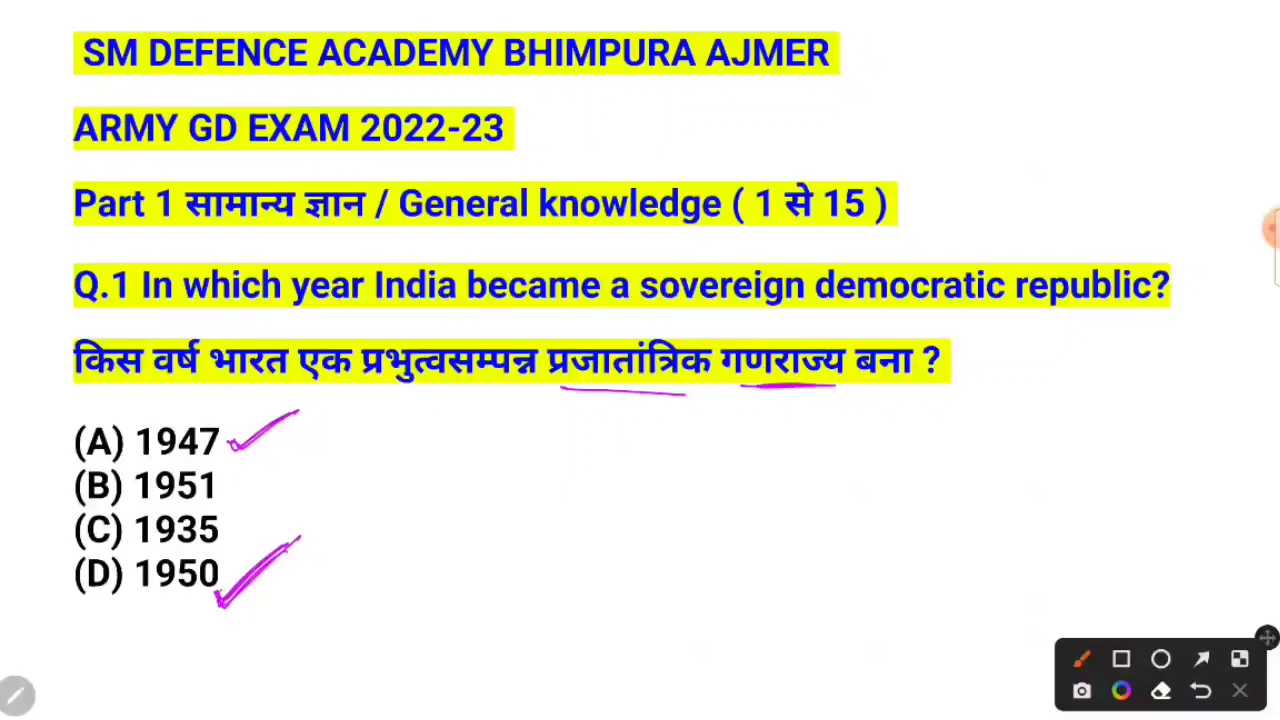 SM DEFENCE ACADEMY BHIMPURA AJMER
ARMY GD EXAM 2022-23
Part 1 सामान्य ज्ञान / General knowledge ( 1 से 15 )
Q.1 In which year India became a sovereign democratic republic?
किस वर्ष भारत एक प्रभुत्वसम्पन्न प्रजातांत्रिक गणराज्य बना ?
(A) 1947
(B) 1951
(C) 1935
(D) 1950